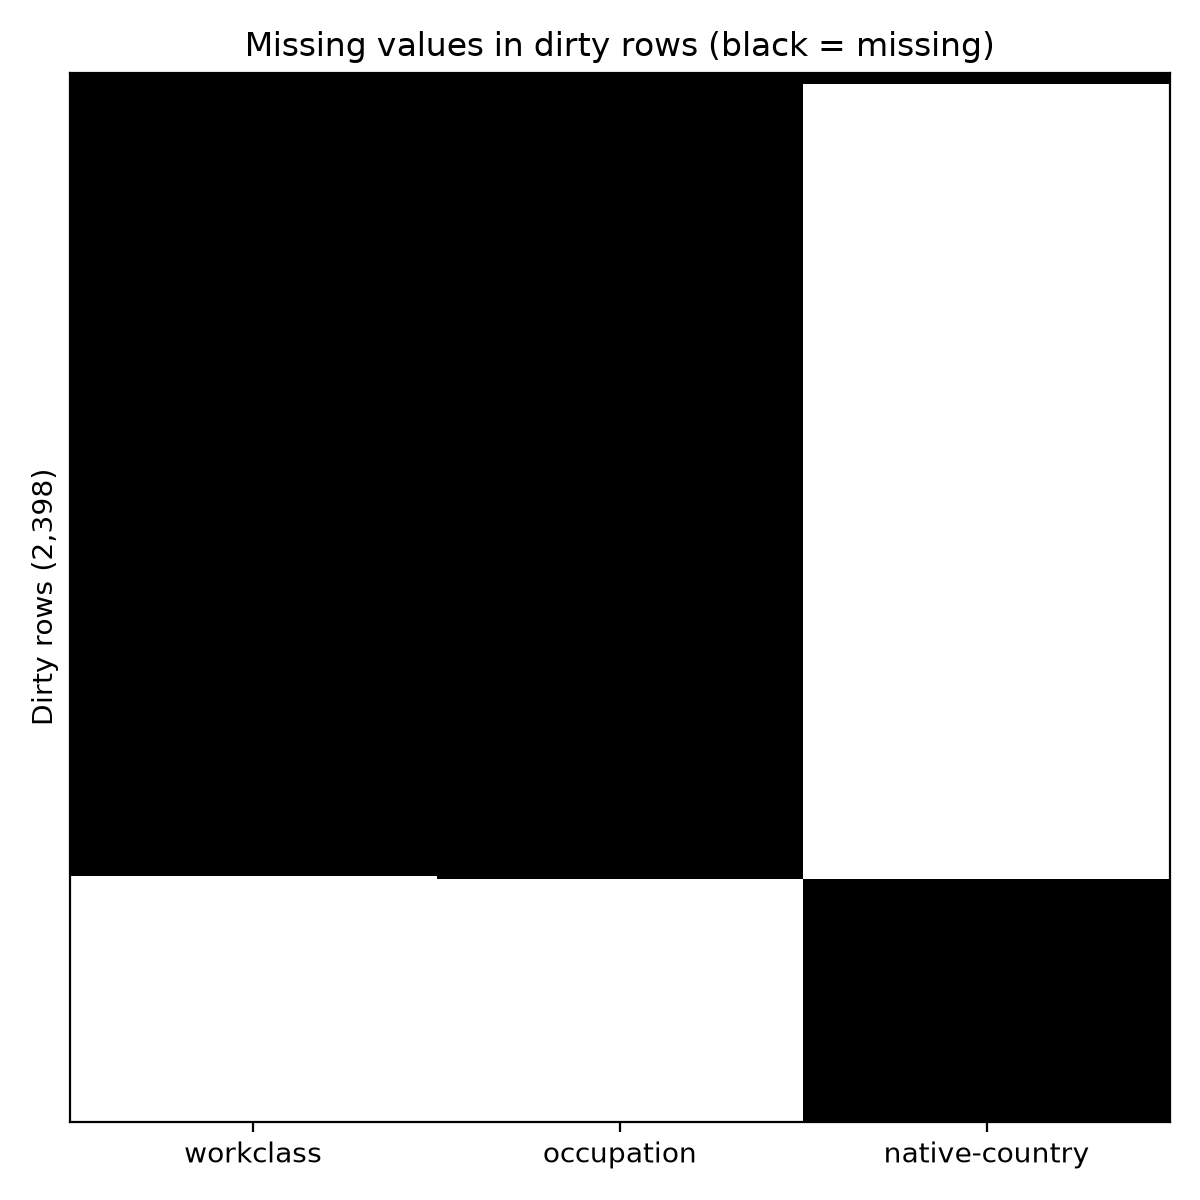 Missing values in dirty rows (black = missing)
Dirty rows (2,398)
workclass occupation native-country